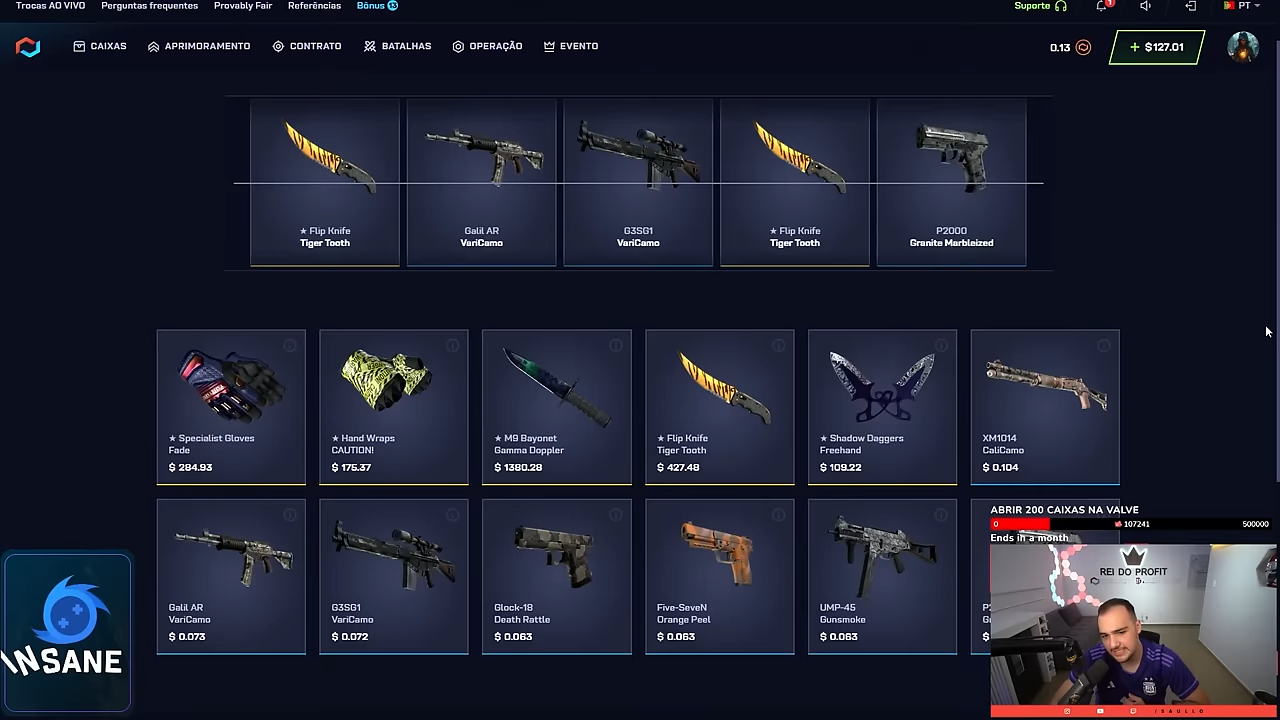 Trocas AO VIVO Perguntas frequentes Provably Fair Referências Bônus 13 Suporte 1 PT
CAIXAS APRIMORAMENTO CONTRATO BATALHAS OPERAÇÃO EVENTO 0.13 + $127.01
★ Flip Knife
Tiger Tooth
Galil AR
VariCamo
G3SG1
VariCamo
★ Flip Knife
Tiger Tooth
P2000
Granite Marbleized
★ Specialist Gloves
Fade
$ 284.93
★ Hand Wraps
CAUTION!
$ 175.37
★ M9 Bayonet
Gamma Doppler
$ 1380.28
★ Flip Knife
Tiger Tooth
$ 427.48
★ Shadow Daggers
Freehand
$ 109.22
XM1014
CaliCamo
$ 0.104
Galil AR
VariCamo
$ 0.073
G3SG1
VariCamo
$ 0.072
Glock-18
Death Rattle
$ 0.063
Five-SeveN
Orange Peel
$ 0.063
UMP-45
Gunsmoke
$ 0.063
ABRIR 200 CAIXAS NA VALVE
0 107241 500000
Ends in a month
REI DO PROFIT
/SAULLO
INSANE